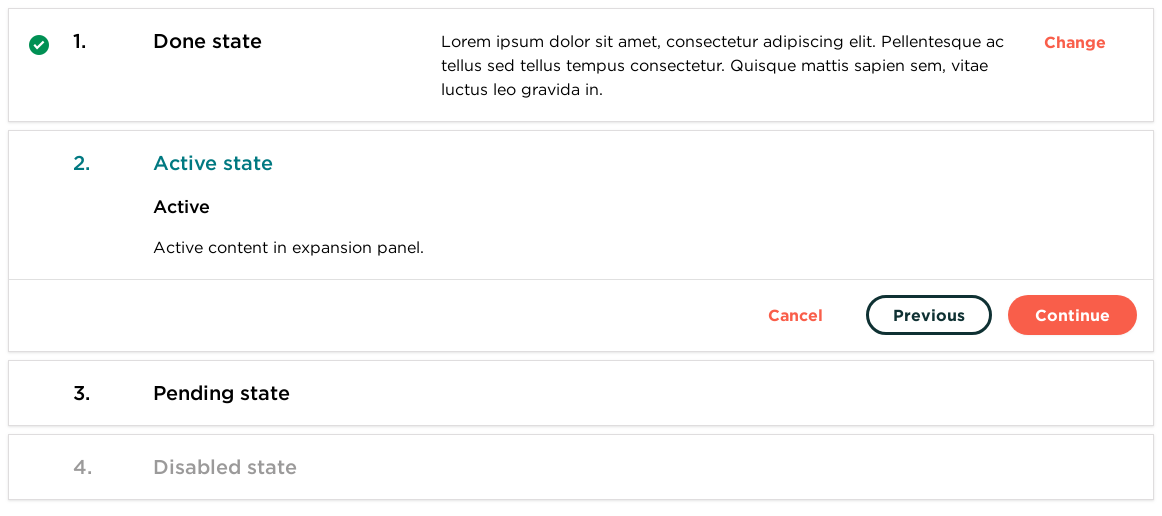 1. Done state Lorem ipsum dolor sit amet, consectetur adipiscing elit. Pellentesque ac Change
tellus sed tellus tempus consectetur. Quisque mattis sapien sem, vitae
luctus leo gravida in.
2. Active state
Active
Active content in expansion panel.
Cancel Previous Continue
3. Pending state
4. Disabled state